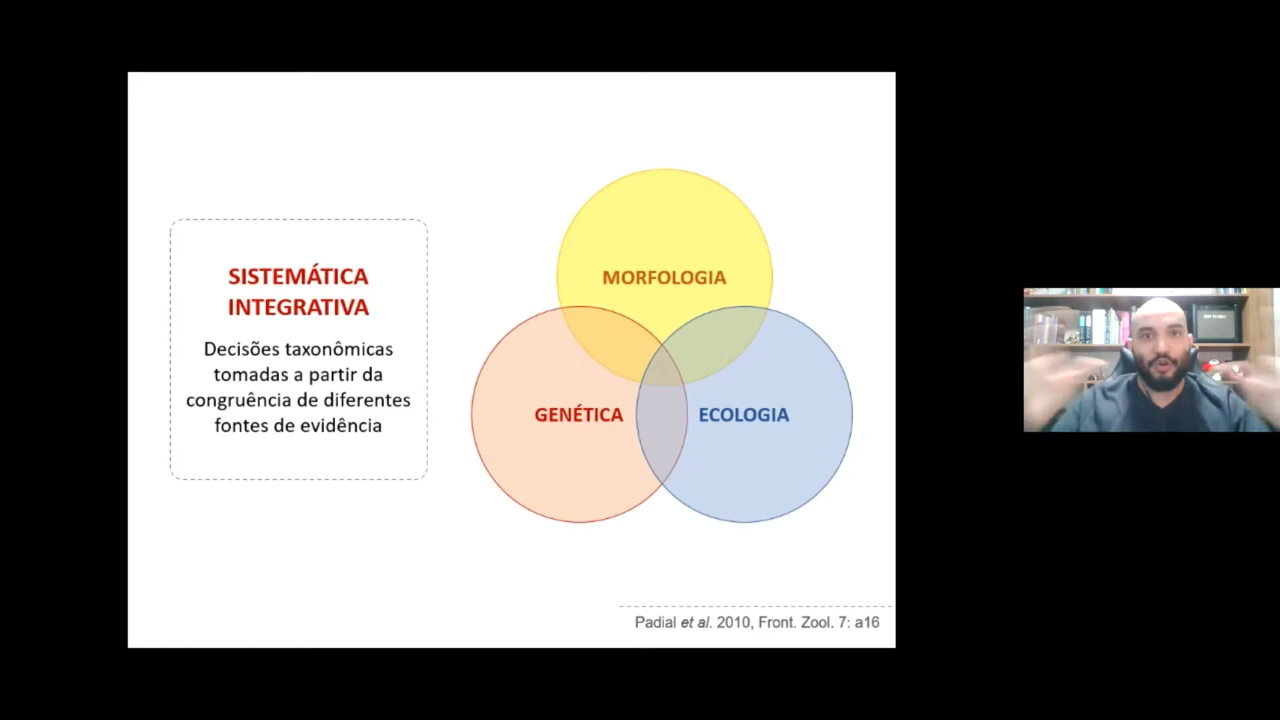 SISTEMÁTICA
INTEGRATIVA
Decisões taxonômicas
tomadas a partir da
congruência de diferentes
fontes de evidência
MORFOLOGIA
GENÉTICA
ECOLOGIA
Padial et al. 2010, Front. Zool. 7: a16